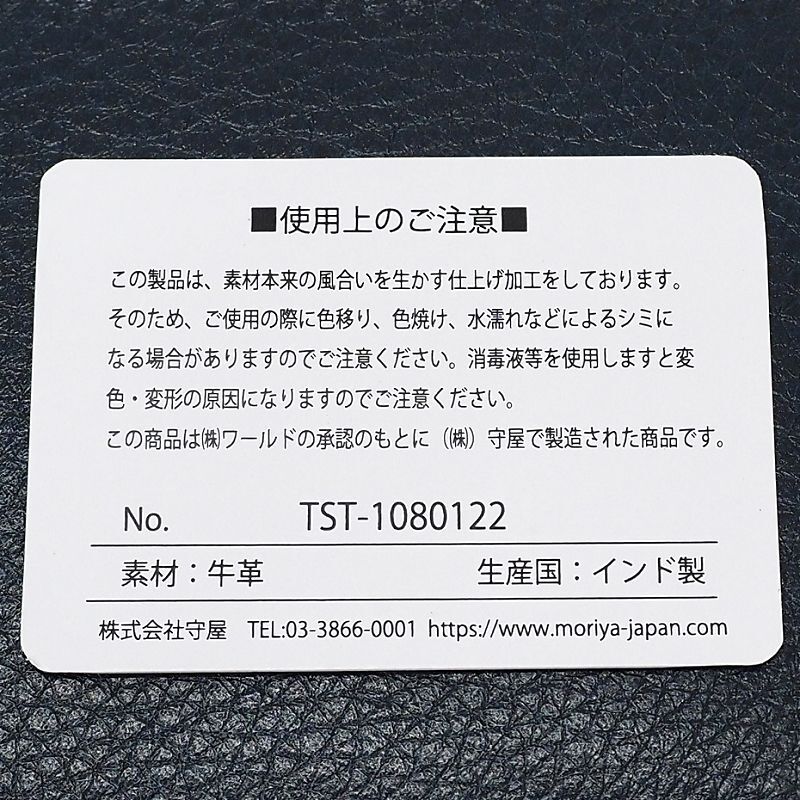 ■使用上のご注意■
この製品は、素材本来の風合いを生かす仕上げ加工をしております。
そのため、ご使用の際に色移り、色焼け、水濡れなどによるシミに
なる場合がありますのでご注意ください。消毒液等を使用しますと変
色・変形の原因になりますのでご注意ください。
この商品は㈱ワールドの承認のもとに（㈱）守屋で製造された商品です。
No. TST-1080122
素材：牛革 生産国：インド製
株式会社守屋 TEL:03-3866-0001 https://www.moriya-japan.com